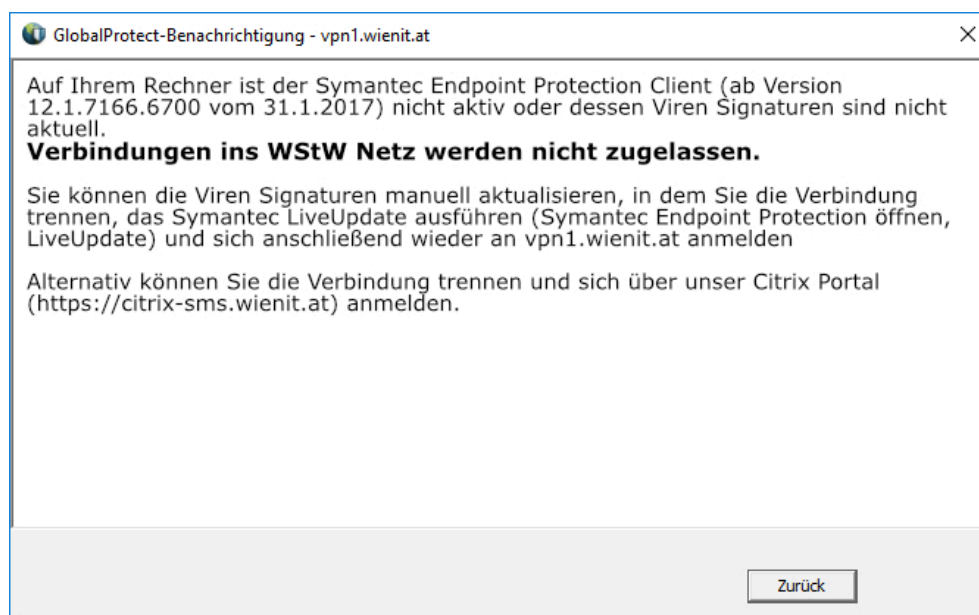 GlobalProtect-Benachrichtigung - vpn1.wienit.at
Auf Ihrem Rechner ist der Symantec Endpoint Protection Client (ab Version
12.1.7166.6700 vom 31.1.2017) nicht aktiv oder dessen Viren Signaturen sind nicht
aktuell.
Verbindungen ins WStW Netz werden nicht zugelassen.
Sie können die Viren Signaturen manuell aktualisieren, in dem Sie die Verbindung
trennen, das Symantec LiveUpdate ausführen (Symantec Endpoint Protection öffnen,
LiveUpdate) und sich anschließend wieder an vpn1.wienit.at anmelden
Alternativ können Sie die Verbindung trennen und sich über unser Citrix Portal
(https://citrix-sms.wienit.at) anmelden.
Zurück